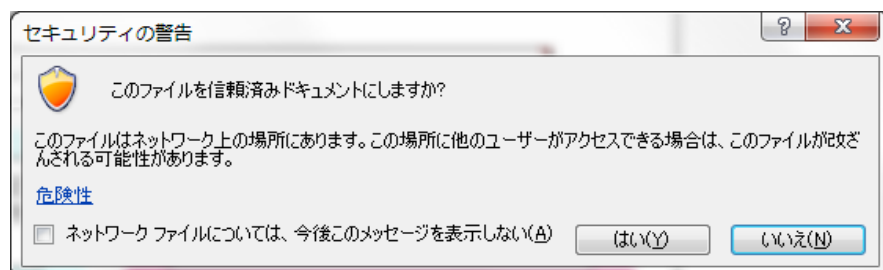 セキュリティの警告
このファイルを信頼済みドキュメントにしますか?
このファイルはネットワーク上の場所にあります。この場所に他のユーザーがアクセスできる場合は、このファイルが改ざ
んされる可能性があります。
危険性
ネットワーク ファイルについては、今後このメッセージを表示しない(A) はい(Y) いいえ(N)